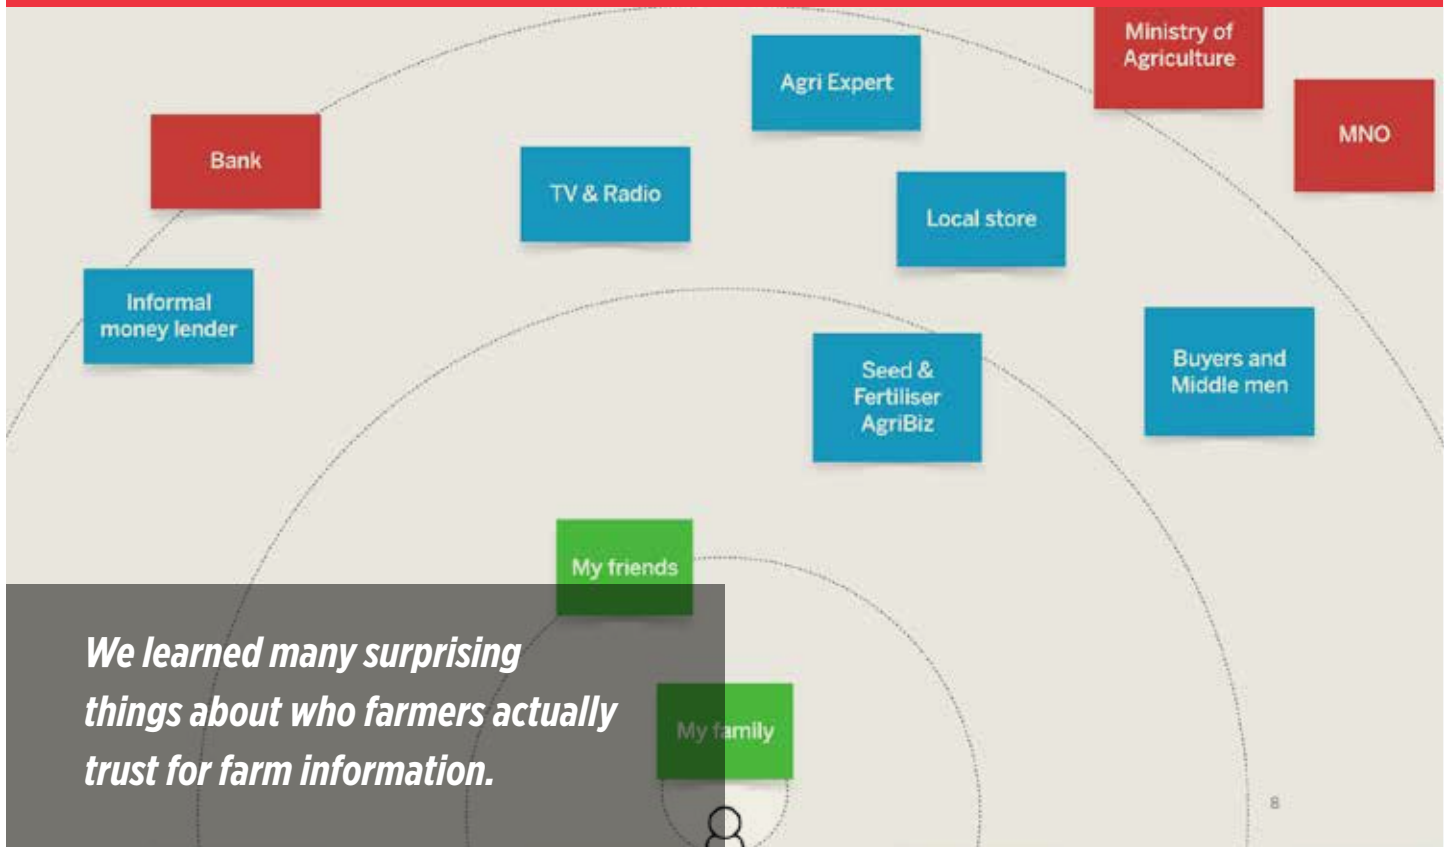 Ministry of
Agriculture
Agri Expert
MNO
Bank
TV & Radio
Local store
Informal
money lender
Buyers and
Middle men
Seed &
Fertiliser
AgriBiz
My friends
We learned many surprising
things about who farmers actually
trust for farm information.
My family
8